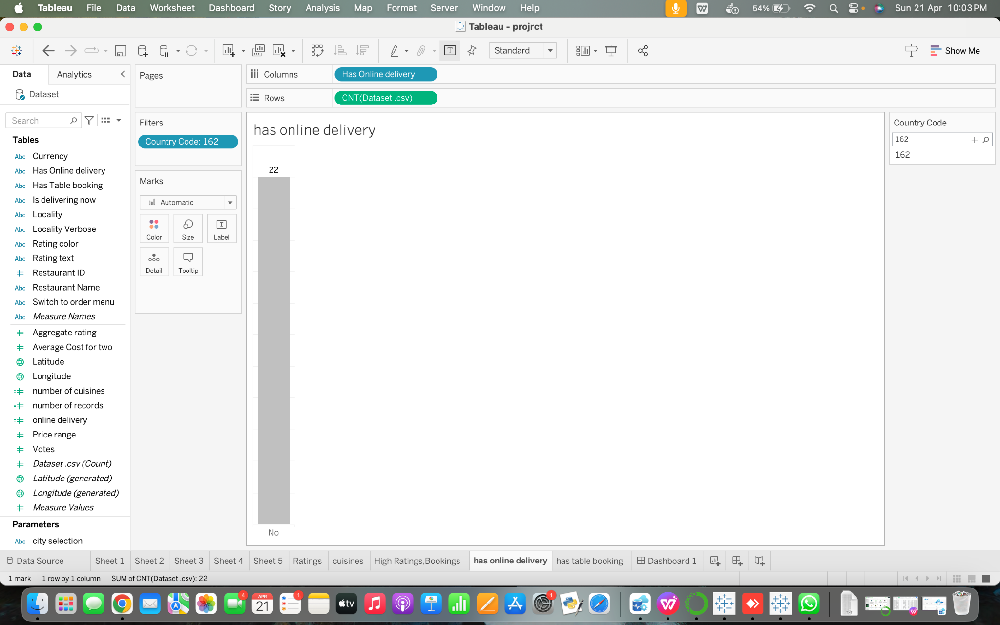 Tableau File Data Worksheet Dashboard Story Analysis Map Format Server Window Help 54% Sun 21 Apr 10:03 PM
Tableau - projrct
Standard Show Me
Data Analytics
Dataset
Search
Tables
Abc Currency
Abc Has Online delivery
Abc Has Table booking
Abc Is delivering now
Abc Locality
Abc Locality Verbose
Abc Rating color
Abc Rating text
# Restaurant ID
Abc Restaurant Name
Abc Switch to order menu
Abc Measure Names
# Aggregate rating
# Average Cost for two
Latitude
Longitude
=# number of cuisines
=# number of records
=# online delivery
# Price range
# Votes
# Dataset .csv (Count)
Latitude (generated)
Longitude (generated)
# Measure Values
Parameters
Abc city selection
Pages
Filters
Country Code: 162
Marks
Automatic
Color Size Label
Detail Tooltip
Columns Has Online delivery
Rows CNT(Dataset .csv)
has online delivery
22
No
Country Code
162
162
Data Source Sheet 1 Sheet 2 Sheet 3 Sheet 4 Sheet 5 Ratings cuisines High Ratings,Bookings has online delivery has table booking Dashboard 1
1 mark 1 row by 1 column SUM of CNT(Dataset .csv): 22
4 APR 21 1 tv 1 TXT